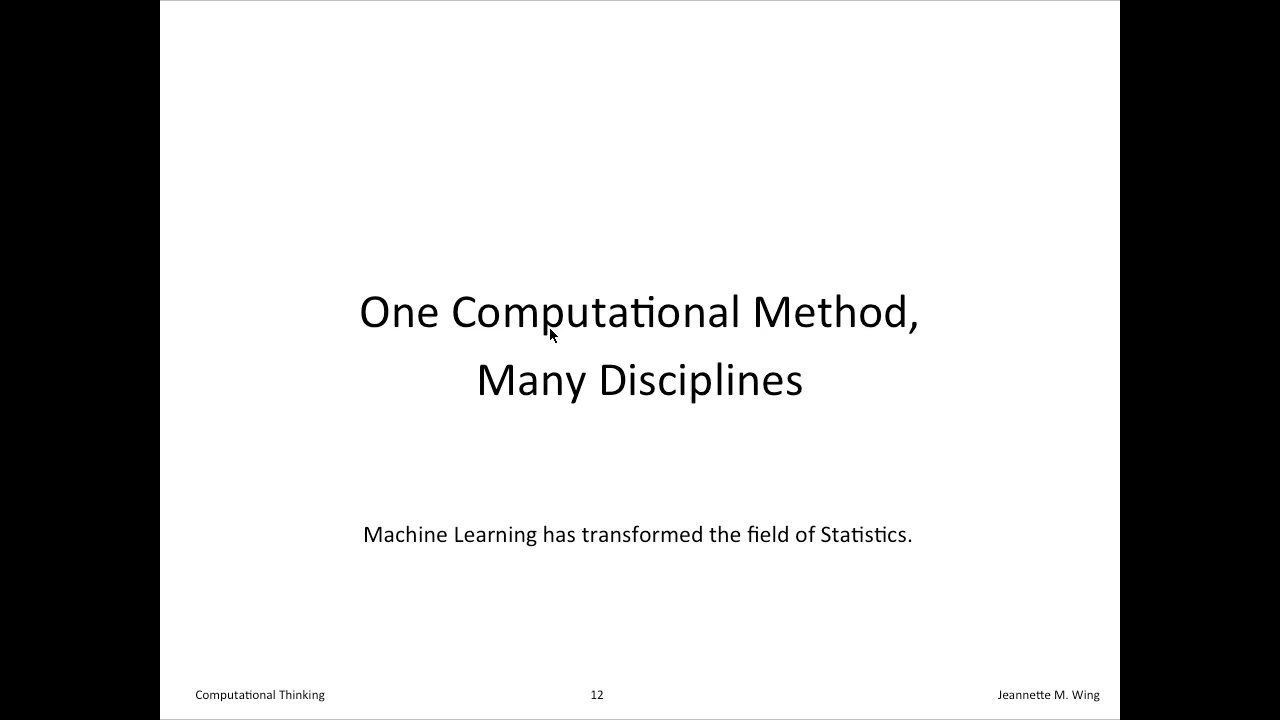 One Computational Method,
Many Disciplines
Machine Learning has transformed the field of Statistics.
Computational Thinking
12
Jeannette M. Wing